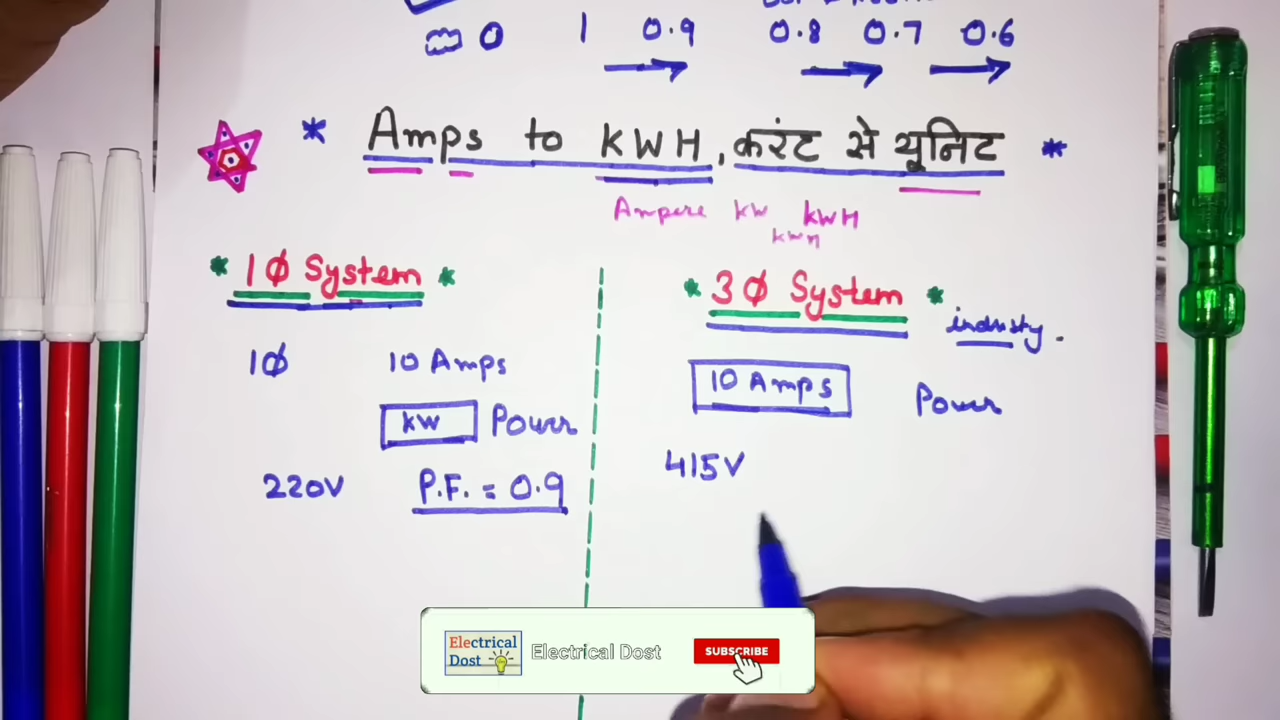 0 1 0.9 0.8 0.7 0.6
* Amps to KWH, करंट से यूनिट *
Ampere kw kWH
kwH
* 1Ø System *
1Ø 10 Amps
kW Power
220V P.F. = 0.9
* 3Ø System *
industy.
10 Amps Power
415V
Electrical Dost Electrical Dost SUBSCRIBE